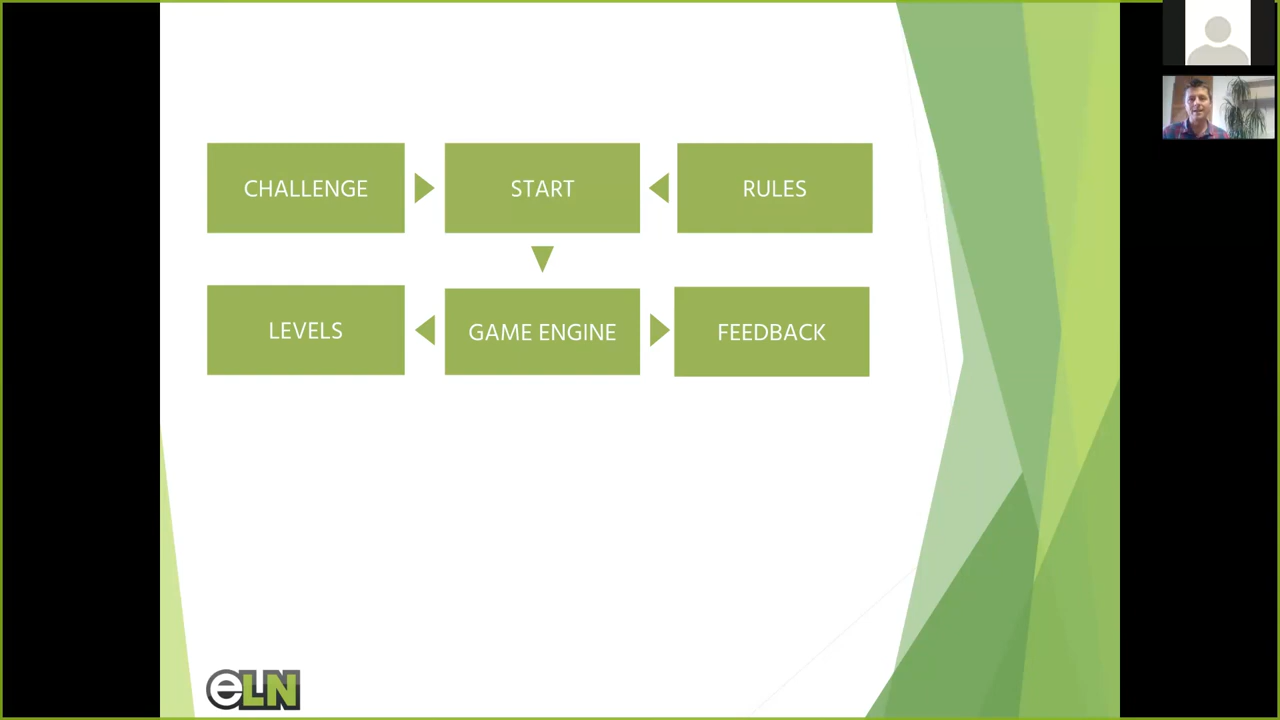 CHALLENGE
START
RULES
LEVELS
GAME ENGINE
FEEDBACK
eLN